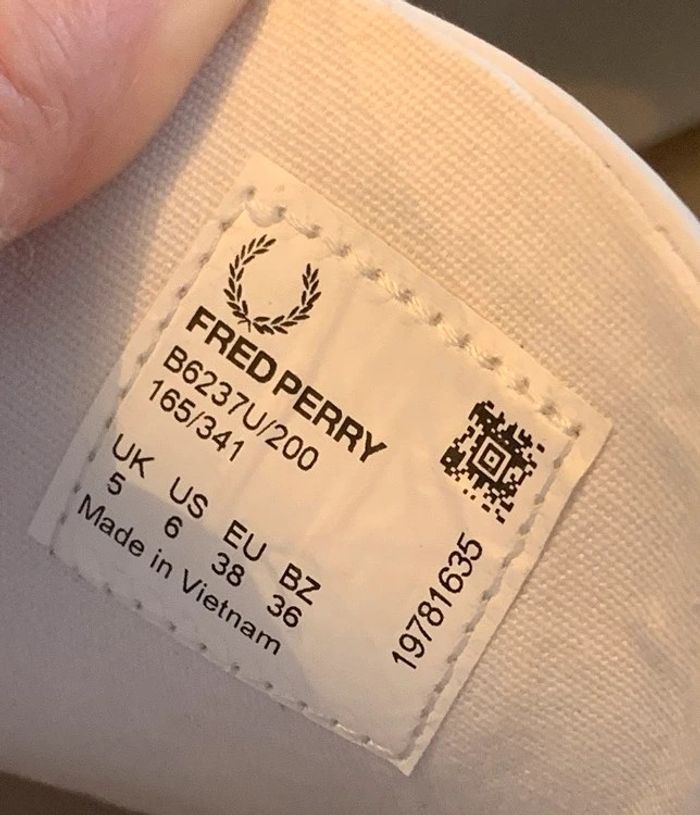 FRED PERRY
B6237U/200
165/341
UK US EU BZ
5 6 38 36
Made in Vietnam
19781635